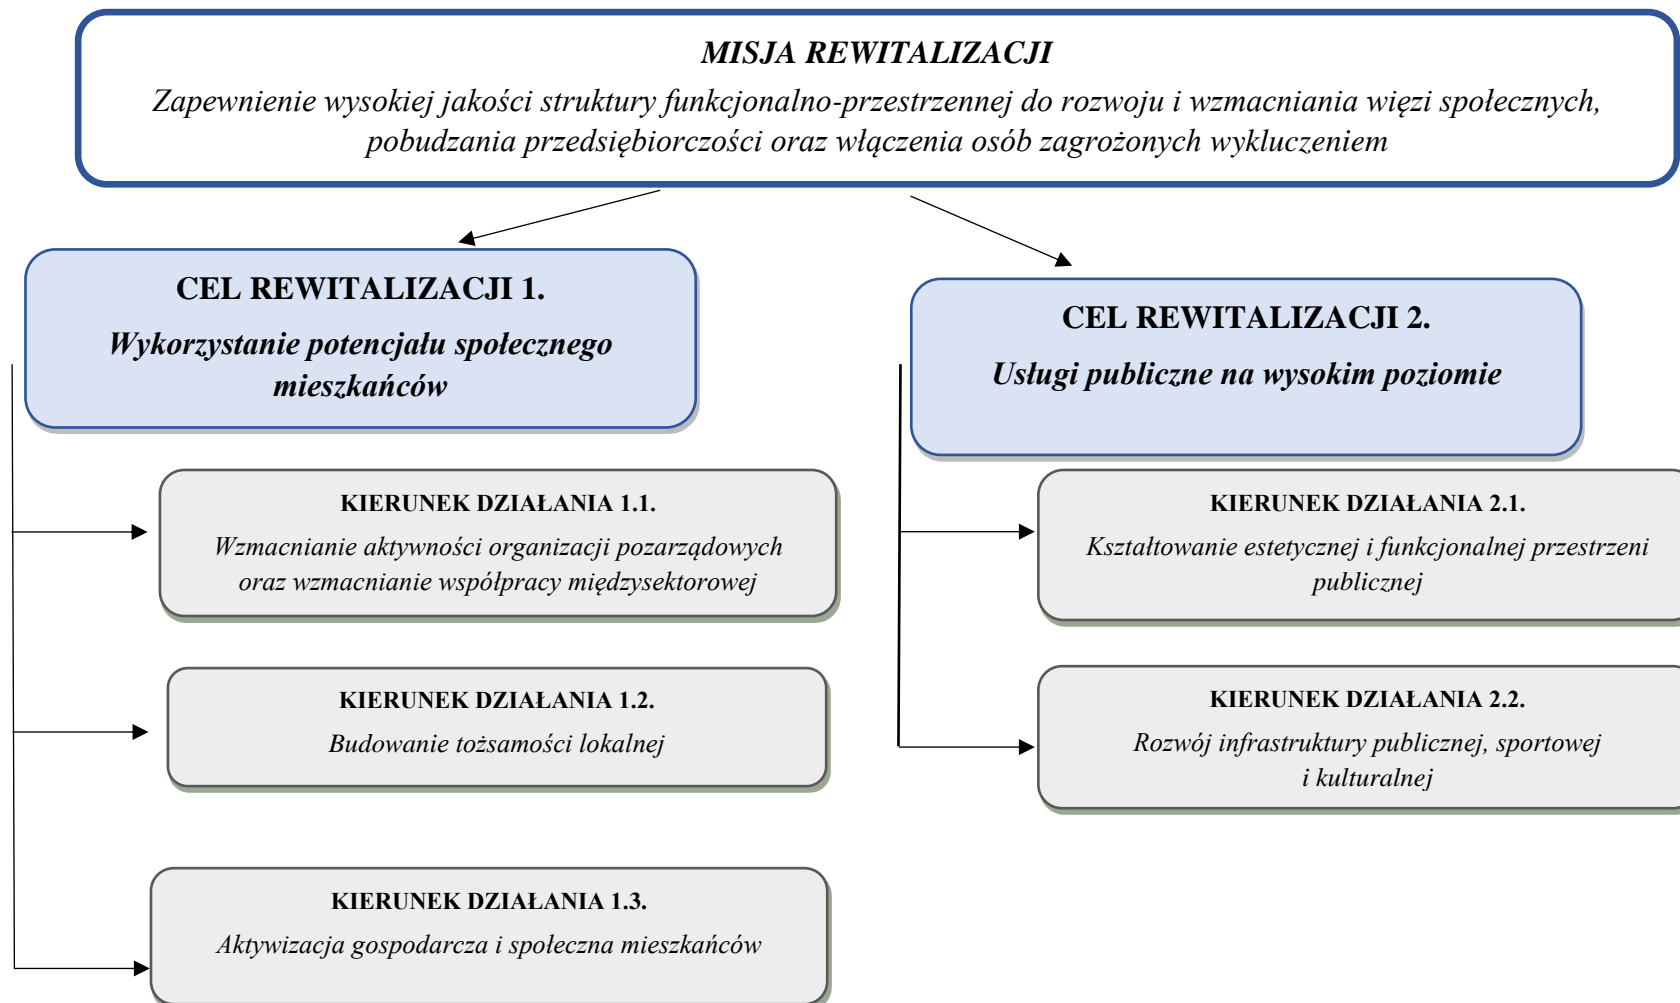 MISJA REWITALIZACJI
Zapewnienie wysokiej jakości struktury funkcjonalno-przestrzennej do rozwoju i wzmacniania więzi społecznych,
pobudzania przedsiębiorczości oraz włączenia osób zagrożonych wykluczeniem
CEL REWITALIZACJI 1.
Wykorzystanie potencjału społecznego
mieszkańców
CEL REWITALIZACJI 2.
Usługi publiczne na wysokim poziomie
KIERUNEK DZIAŁANIA 1.1.
Wzmacnianie aktywności organizacji pozarządowych
oraz wzmacnianie współpracy międzysektorowej
KIERUNEK DZIAŁANIA 1.2.
Budowanie tożsamości lokalnej
KIERUNEK DZIAŁANIA 1.3.
Aktywizacja gospodarcza i społeczna mieszkańców
KIERUNEK DZIAŁANIA 2.1.
Kształtowanie estetycznej i funkcjonalnej przestrzeni
publicznej
KIERUNEK DZIAŁANIA 2.2.
Rozwój infrastruktury publicznej, sportowej
i kulturalnej